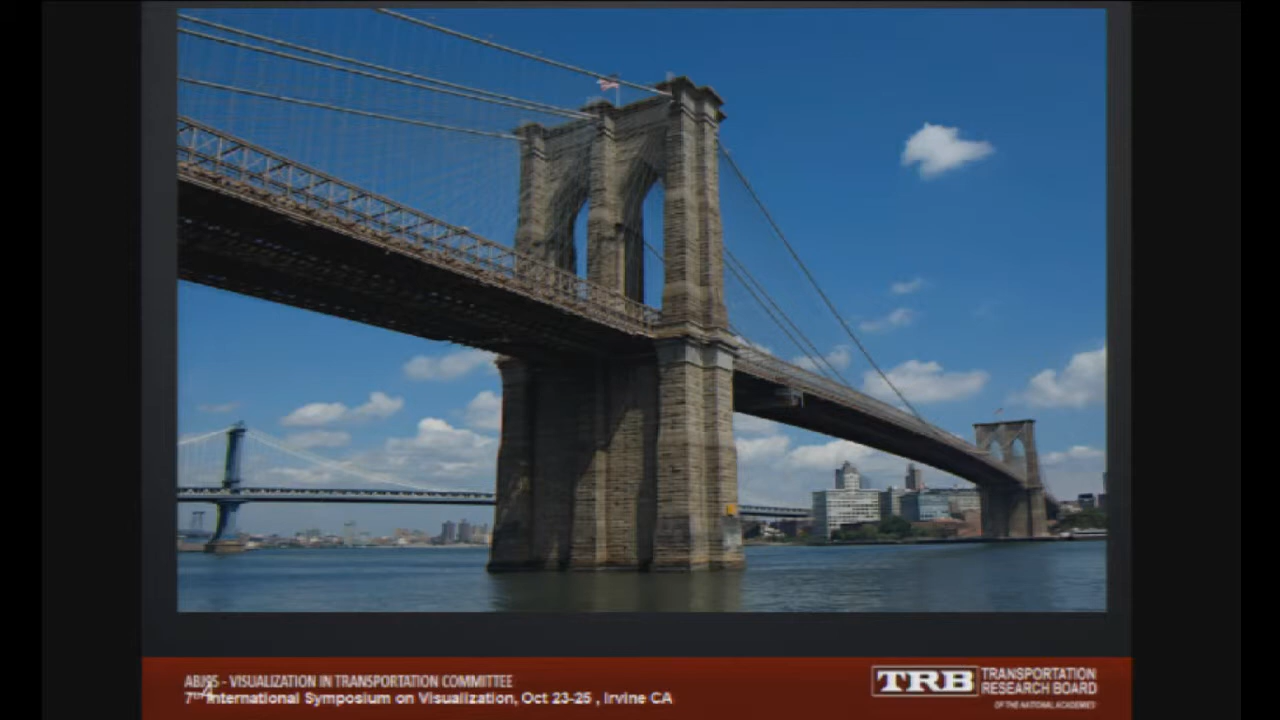 ABJ95 - VISUALIZATION IN TRANSPORTATION COMMITTEE
7th International Symposium on Visualization, Oct 23-25 , Irvine CA
4
TRB
TRANSPORTATION
RESEARCH BOARD
OF THE NATIONAL ACADEMIES